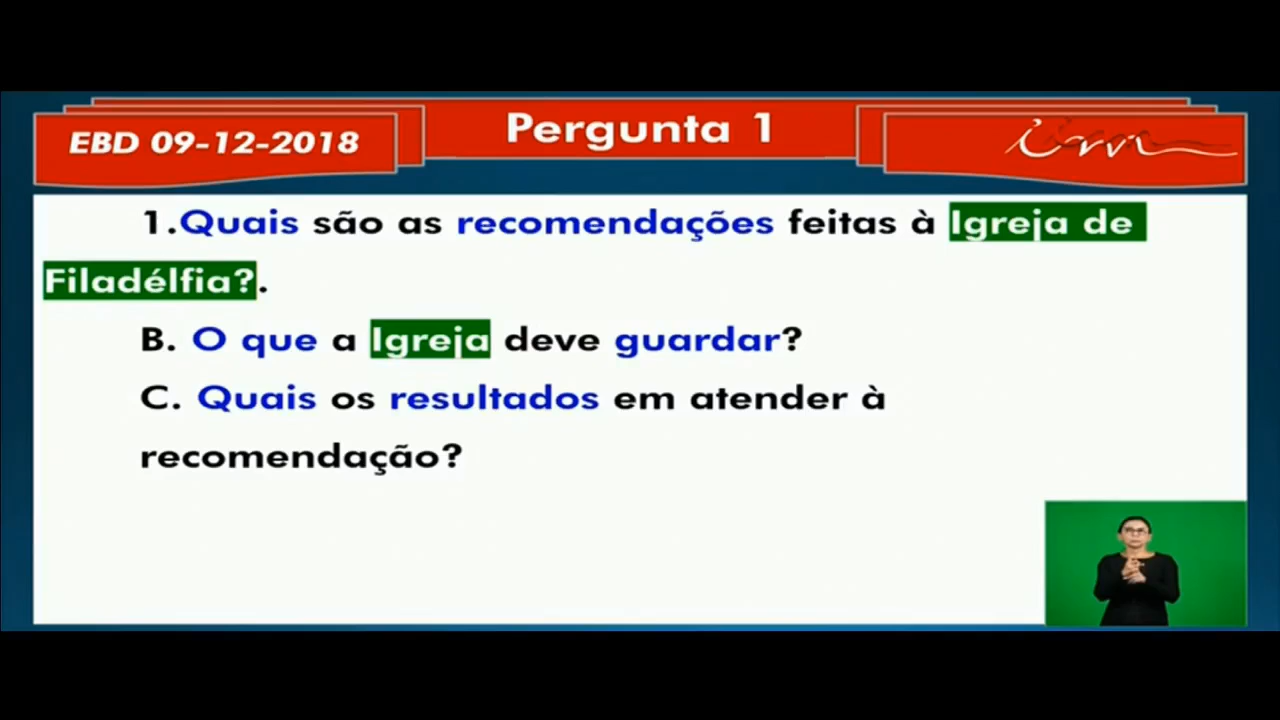 EBD 09-12-2018
Pergunta 1
1.Quais são as recomendações feitas à Igreja de
Filadélfia?.
B. O que a Igreja deve guardar?
C. Quais os resultados em atender à
recomendação?